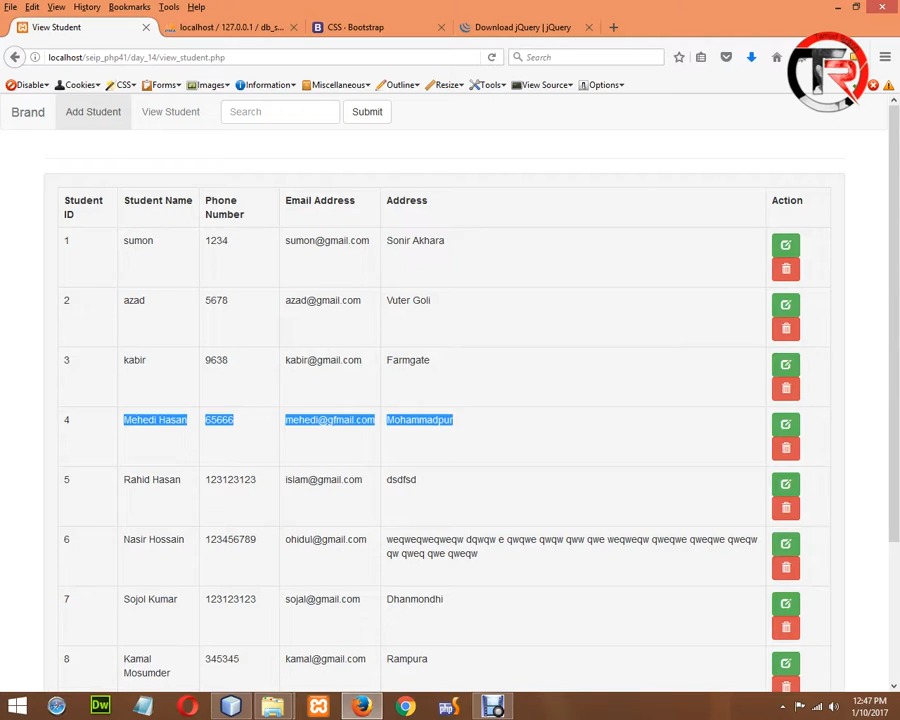 File Edit View History Bookmarks Tools Help
View Student
localhost / 127.0.0.1 / db_s...
CSS · Bootstrap
Download jQuery | jQuery
localhost/seip_php41/day_14/view_student.php
Search
Disable Cookies CSS Forms Images Information Miscellaneous Outline Resize Tools View Source Options
Brand
Add Student
View Student
Search
Submit
Student ID Student Name Phone Number Email Address Address Action
1 sumon 1234 sumon@gmail.com Sonir Akhara
2 azad 5678 azad@gmail.com Vuter Goli
3 kabir 9638 kabir@gmail.com Farmgate
4 Mehedi Hasan 65666 mehedi@gfmail.com Mohammadpur
5 Rahid Hasan 123123123 islam@gmail.com dsdfsd
6 Nasir Hossain 123456789 ohidul@gmail.com weqweqweqweqw dqwqw e qwqwe qwqw qww qwe weqweqw qweqwe qweqwe qweqw
qw qweq qwe qweqw
7 Sojol Kumar 123123123 sojal@gmail.com Dhanmondhi
8 Kamal Mosumder 345345 kamal@gmail.com Rampura
Dw
php
12:47 PM
1/10/2017